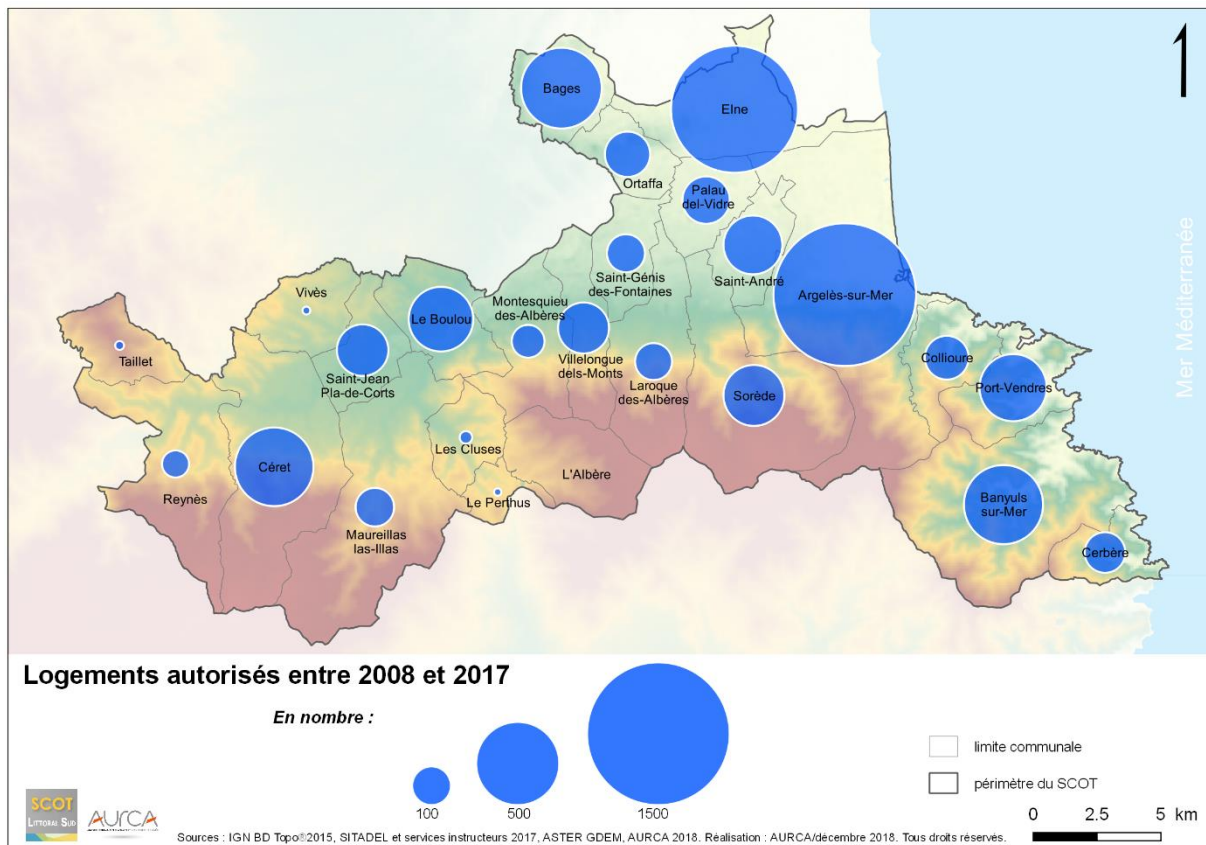 Bages
Elne
Ortaffa
Palau
del-Vidre
Saint-André
Saint-Génis
des-Fontaines
Argelès-sur-Mer
Mer Méditerranée
Vivès
Montesquieu
des-Albères
Le Boulou
Taillet
Saint-Jean
Pla-de-Corts
Villelongue
dels-Monts
Laroque
des-Albères
Collioure
Port-Vendres
Sorède
Les Cluses
L'Albère
Céret
Reynès
Le Perthus
Maureillas
las-Illas
Banyuls
sur-Mer
Cerbère
Logements autorisés entre 2008 et 2017
En nombre :
100
500
1500
limite communale
périmètre du SCOT
0 2.5 5 km
SCOT
LITTORAL SUD
AURCA
Sources : IGN BD Topo®2015, SITADEL et services instructeurs 2017, ASTER GDEM, AURCA 2018. Réalisation : AURCA/décembre 2018. Tous droits réservés.